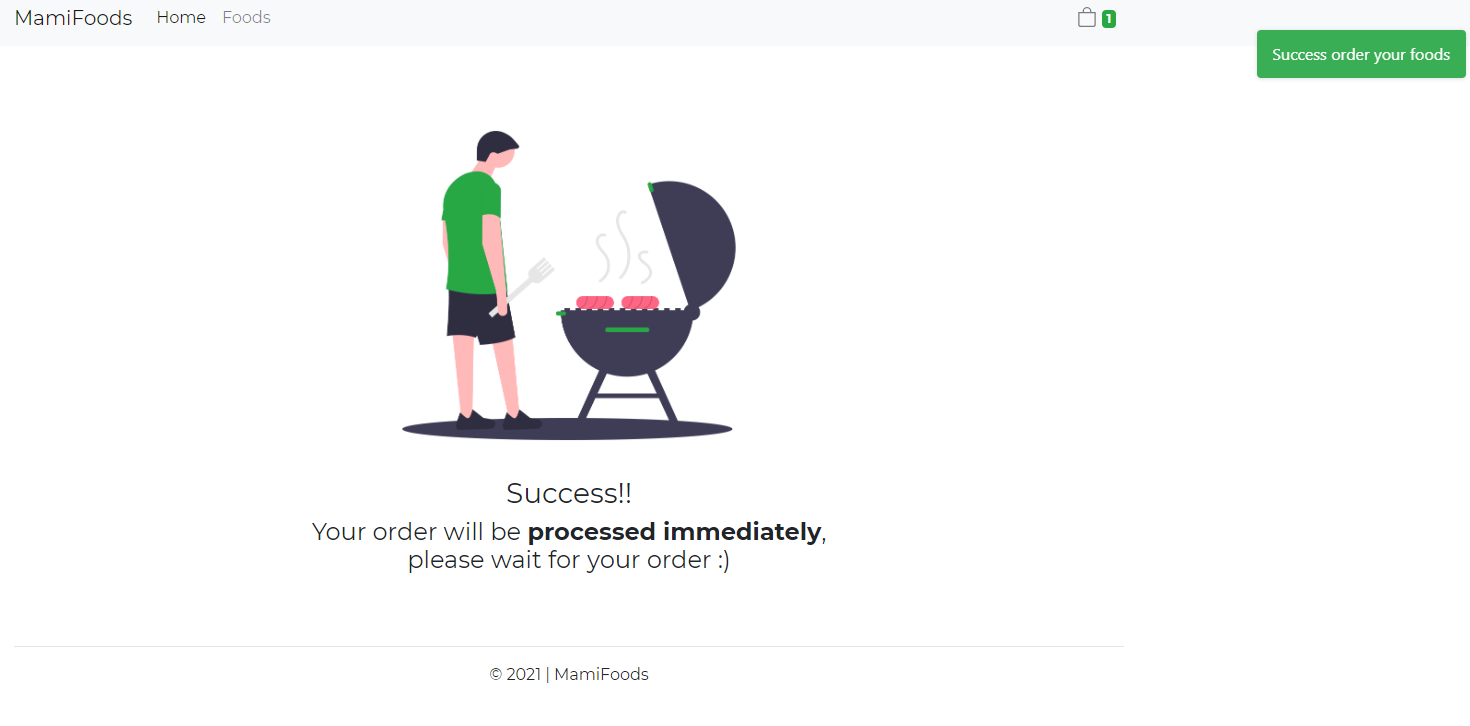 MamiFoods Home Foods 1
Success order your foods
Success!!
Your order will be processed immediately,
please wait for your order :)
© 2021 | MamiFoods